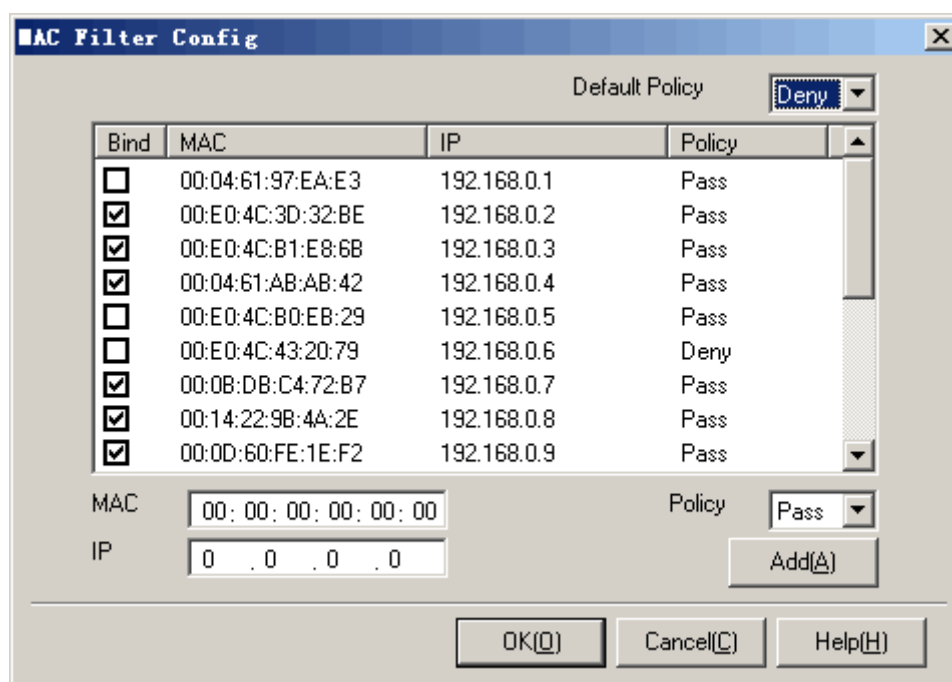 MAC Filter Config
Default Policy Deny
Bind MAC IP Policy
00:04:61:97:EA:E3 192.168.0.1 Pass
00:E0:4C:3D:32:BE 192.168.0.2 Pass
00:E0:4C:B1:E8:6B 192.168.0.3 Pass
00:04:61:AB:AB:42 192.168.0.4 Pass
00:E0:4C:B0:EB:29 192.168.0.5 Pass
00:E0:4C:43:20:79 192.168.0.6 Deny
00:0B:DB:C4:72:B7 192.168.0.7 Pass
00:14:22:9B:4A:2E 192.168.0.8 Pass
00:0D:60:FE:1E:F2 192.168.0.9 Pass
MAC 00: 00: 00: 00: 00: 00 Policy Pass
IP 0 . 0 . 0 . 0 Add(A)
OK(O) Cancel(C) Help(H)